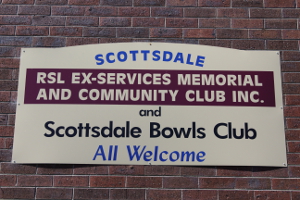 SCOTTSDALE
RSL EX-SERVICES MEMORIAL
AND COMMUNITY CLUB INC.
and
Scottsdale Bowls Club
All Welcome